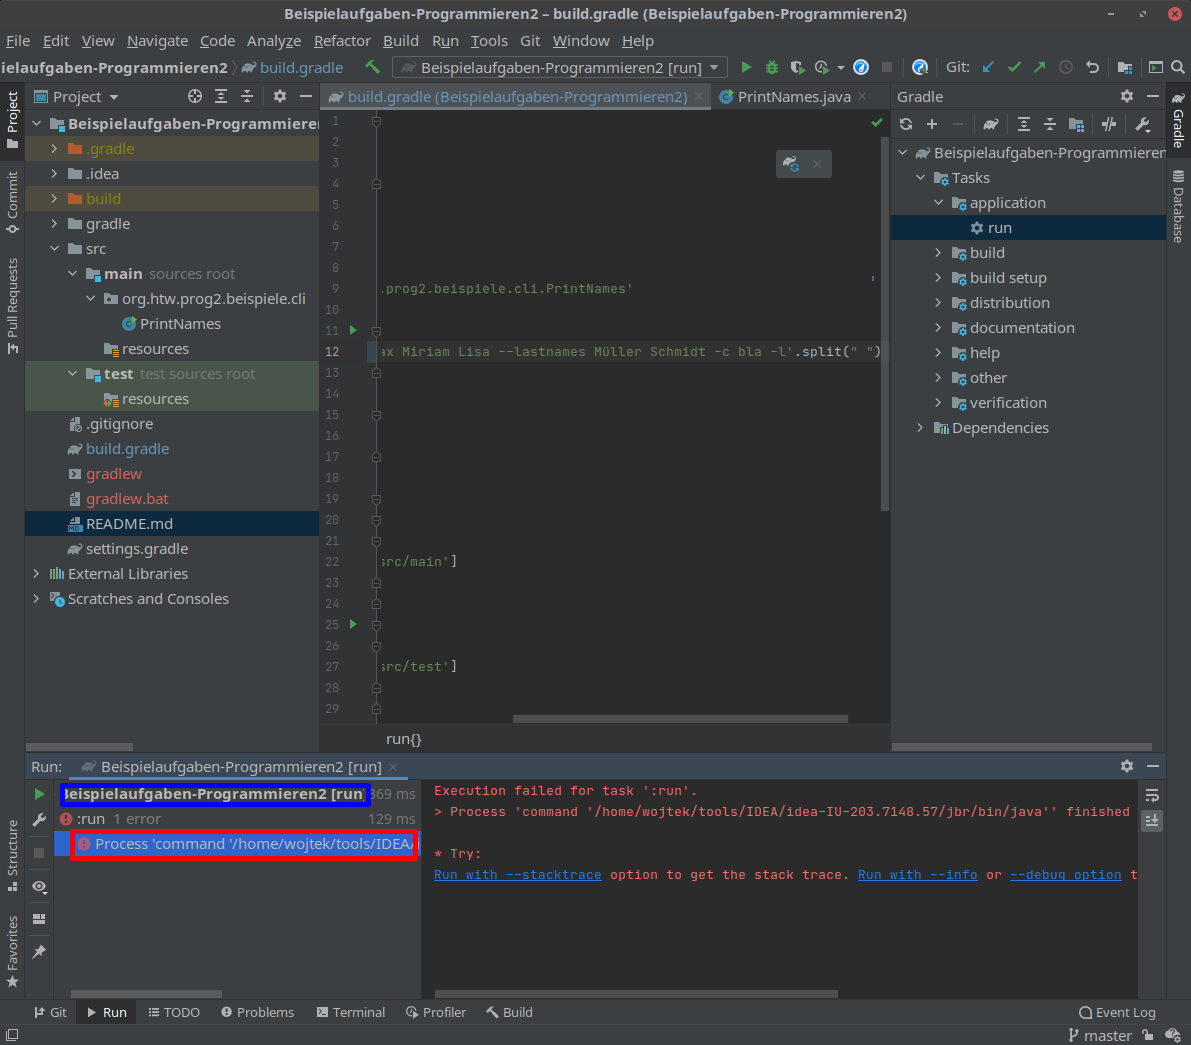 Beispielaufgaben-Programmieren2 – build.gradle (Beispielaufgaben-Programmieren2)
File Edit View Navigate Code Analyze Refactor Build Run Tools Git Window Help
ielaufgaben-Programmieren2 build.gradle Beispielaufgaben-Programmieren2 [run] Git:
Project
build.gradle (Beispielaufgaben-Programmieren2) PrintNames.java
Gradle
Project
Commit
Pull Requests
Structure
Favorites
Beispielaufgaben-Programmierer
.gradle
.idea
build
gradle
src
main sources root
org.htw.prog2.beispiele.cli
PrintNames
resources
test test sources root
resources
.gitignore
build.gradle
gradlew
gradlew.bat
MD README.md
settings.gradle
External Libraries
Scratches and Consoles
1
2
3
4
5
6
7
8
9 .prog2.beispiele.cli.PrintNames'
10
11
12 ax Miriam Lisa --lastnames Müller Schmidt -c bla -l'.split(" ")
13
14
15
16
17
18
19
20
21
22 src/main']
23
24
25
26
27 src/test']
28
29
run{}
Beispielaufgaben-Programmieren
Tasks
application
run
build
build setup
distribution
documentation
help
other
verification
Dependencies
Gradle
Database
Run: Beispielaufgaben-Programmieren2 [run]
Beispielaufgaben-Programmieren2 [run] 369 ms
:run 1 error 129 ms
Process 'command '/home/wojtek/tools/IDEA/
Execution failed for task ':run'.
> Process 'command '/home/wojtek/tools/IDEA/idea-IU-203.7148.57/jbr/bin/java'' finished
* Try:
Run with --stacktrace option to get the stack trace. Run with --info or --debug option t
Git Run TODO Problems Terminal Profiler Build Event Log
master